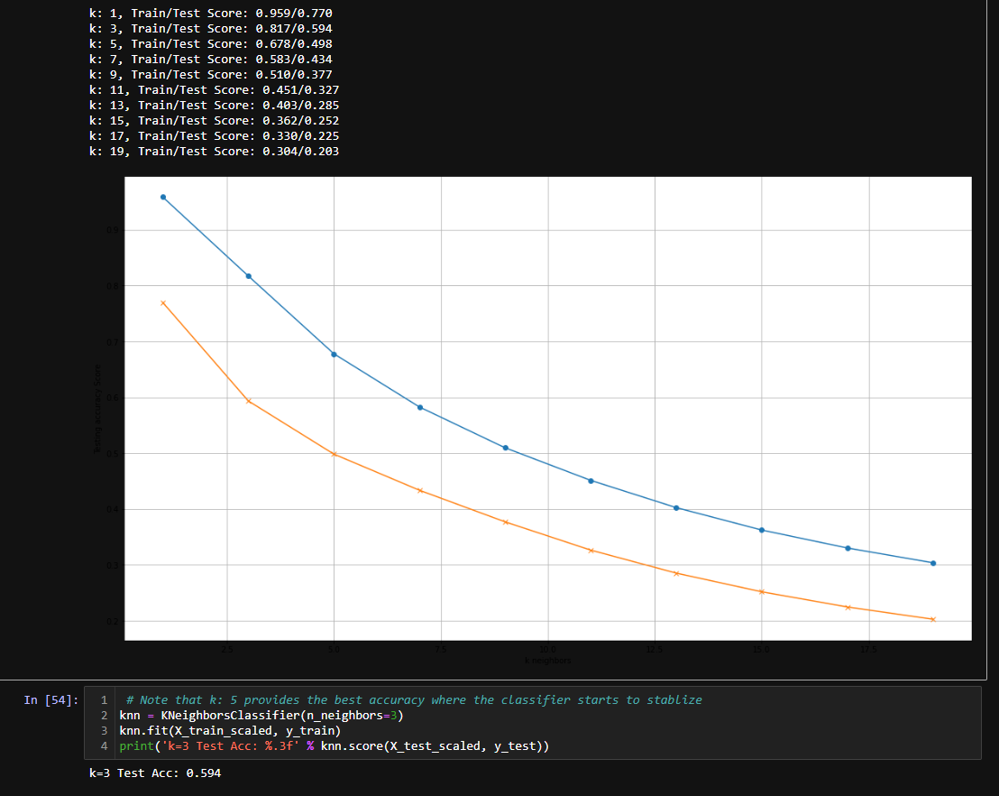 k: 1, Train/Test Score: 0.959/0.770
k: 3, Train/Test Score: 0.817/0.594
k: 5, Train/Test Score: 0.678/0.498
k: 7, Train/Test Score: 0.583/0.434
k: 9, Train/Test Score: 0.510/0.377
k: 11, Train/Test Score: 0.451/0.327
k: 13, Train/Test Score: 0.403/0.285
k: 15, Train/Test Score: 0.362/0.252
k: 17, Train/Test Score: 0.330/0.225
k: 19, Train/Test Score: 0.304/0.203
0.9
0.8
0.7
0.6
0.5
0.4
0.3
0.2
Testing accuracy Score
2.5 5.0 7.5 10.0 12.5 15.0 17.5
k neighbors
In [54]:
1 # Note that k: 5 provides the best accuracy where the classifier starts to stablize
2 knn = KNeighborsClassifier(n_neighbors=3)
3 knn.fit(X_train_scaled, y_train)
4 print('k=3 Test Acc: %.3f' % knn.score(X_test_scaled, y_test))
k=3 Test Acc: 0.594